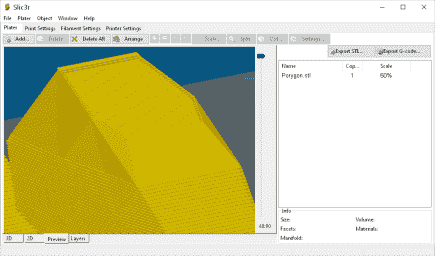 Slic3r
File Plater Object Window Help
Plater Print Settings Filament Settings Printer Settings
Add... Delete Delete All Arrange Scale... Split Cut... Settings...
Export STL... Export G-code...
Name Cop... Scale
Porygon.stl 1 60%
Info
Size: Volume:
Facets: Materials:
Manifold:
3D 2D Preview Layers